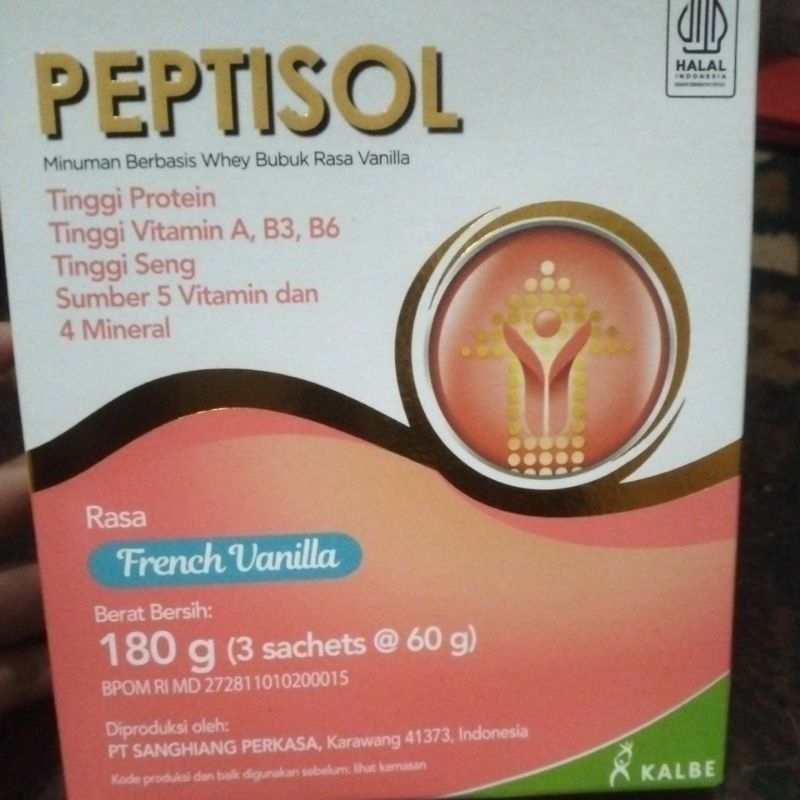 HALAL
INDONESIA
PEPTISOL
Minuman Berbasis Whey Bubuk Rasa Vanilla
Tinggi Protein
Tinggi Vitamin A, B3, B6
Tinggi Seng
Sumber 5 Vitamin dan
4 Mineral
Rasa
French Vanilla
Berat Bersih:
180 g (3 sachets @ 60 g)
BPOM RI MD 272811010200015
Diproduksi oleh:
PT SANGHIANG PERKASA, Karawang 41373, Indonesia
Kode produksi dan baik digunakan sebelum: lihat kemasan
KALBE